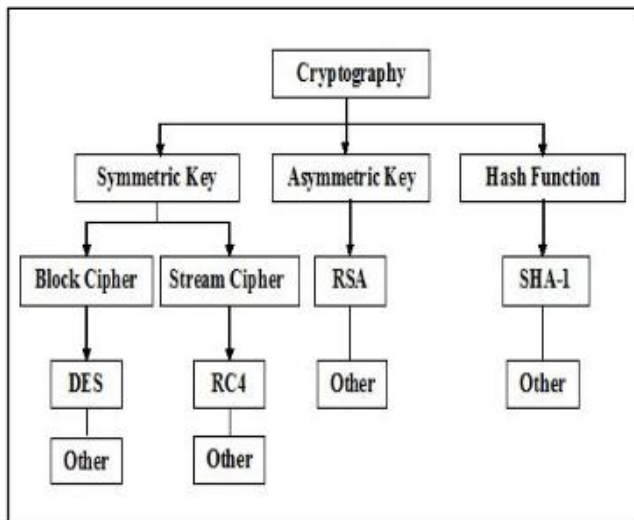 Cryptography
Symmetric Key
Asymmetric Key
Hash Function
Block Cipher
Stream Cipher
RSA
SHA-1
DES
RC4
Other
Other
Other
Other